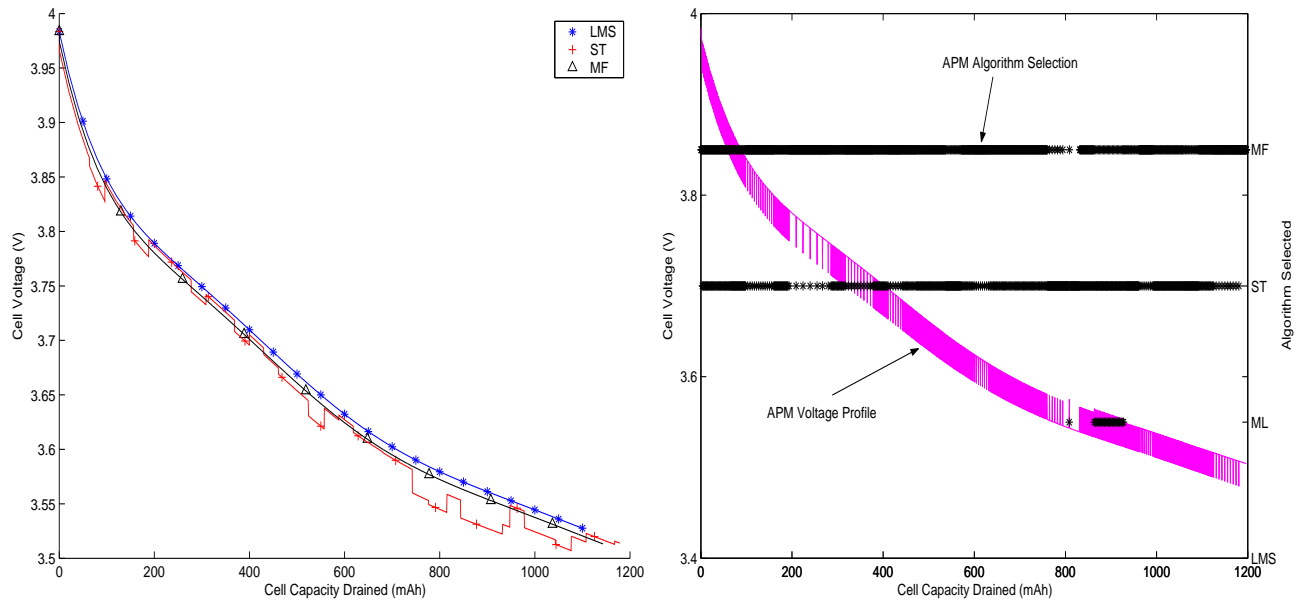 4
3.95
3.9
3.85
3.8
3.75
3.7
3.65
3.6
3.55
3.5
Cell Voltage (V)
0 200 400 600 800 1000 1200
Cell Capacity Drained (mAh)
LMS
ST
MF
4
3.8
3.6
3.4
Cell Voltage (V)
0 200 400 600 800 1000 1200
Cell Capacity Drained (mAh)
APM Algorithm Selection
APM Voltage Profile
MF
ST
ML
LMS
Algorithm Selected